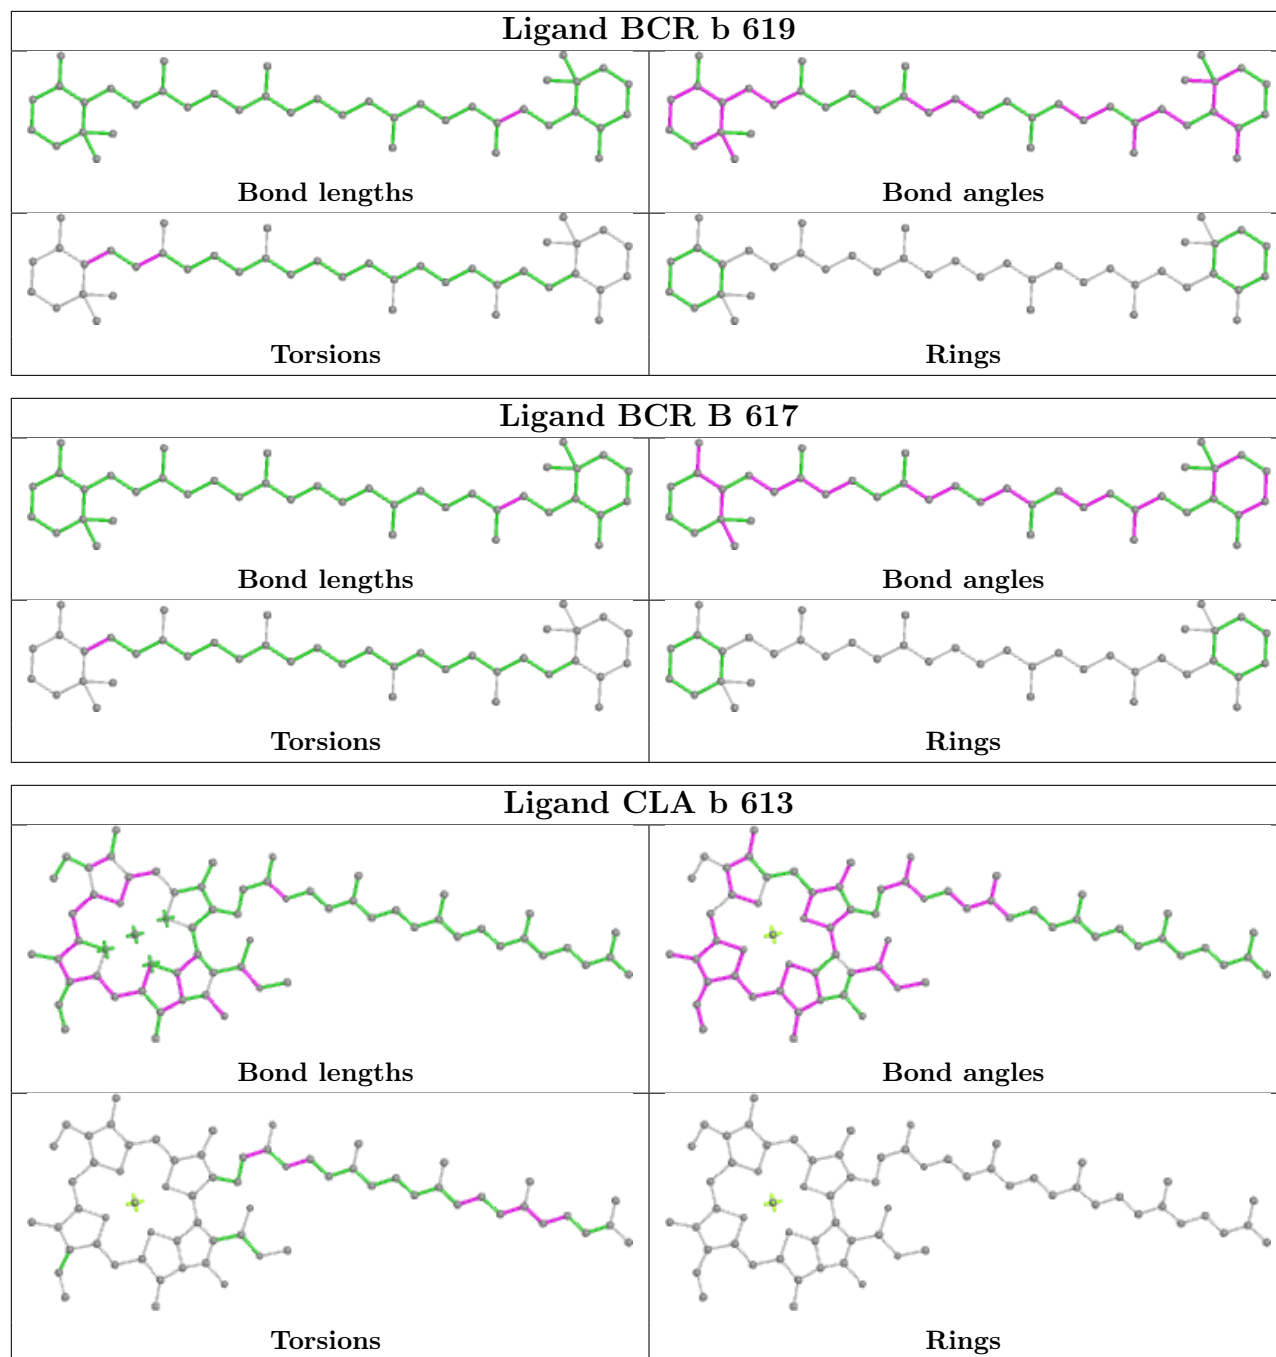 Ligand BCR b 619
Bond lengths
Bond angles
Torsions
Rings
Ligand BCR B 617
Bond lengths
Bond angles
Torsions
Rings
Ligand CLA b 613
Bond lengths
Bond angles
Torsions
Rings